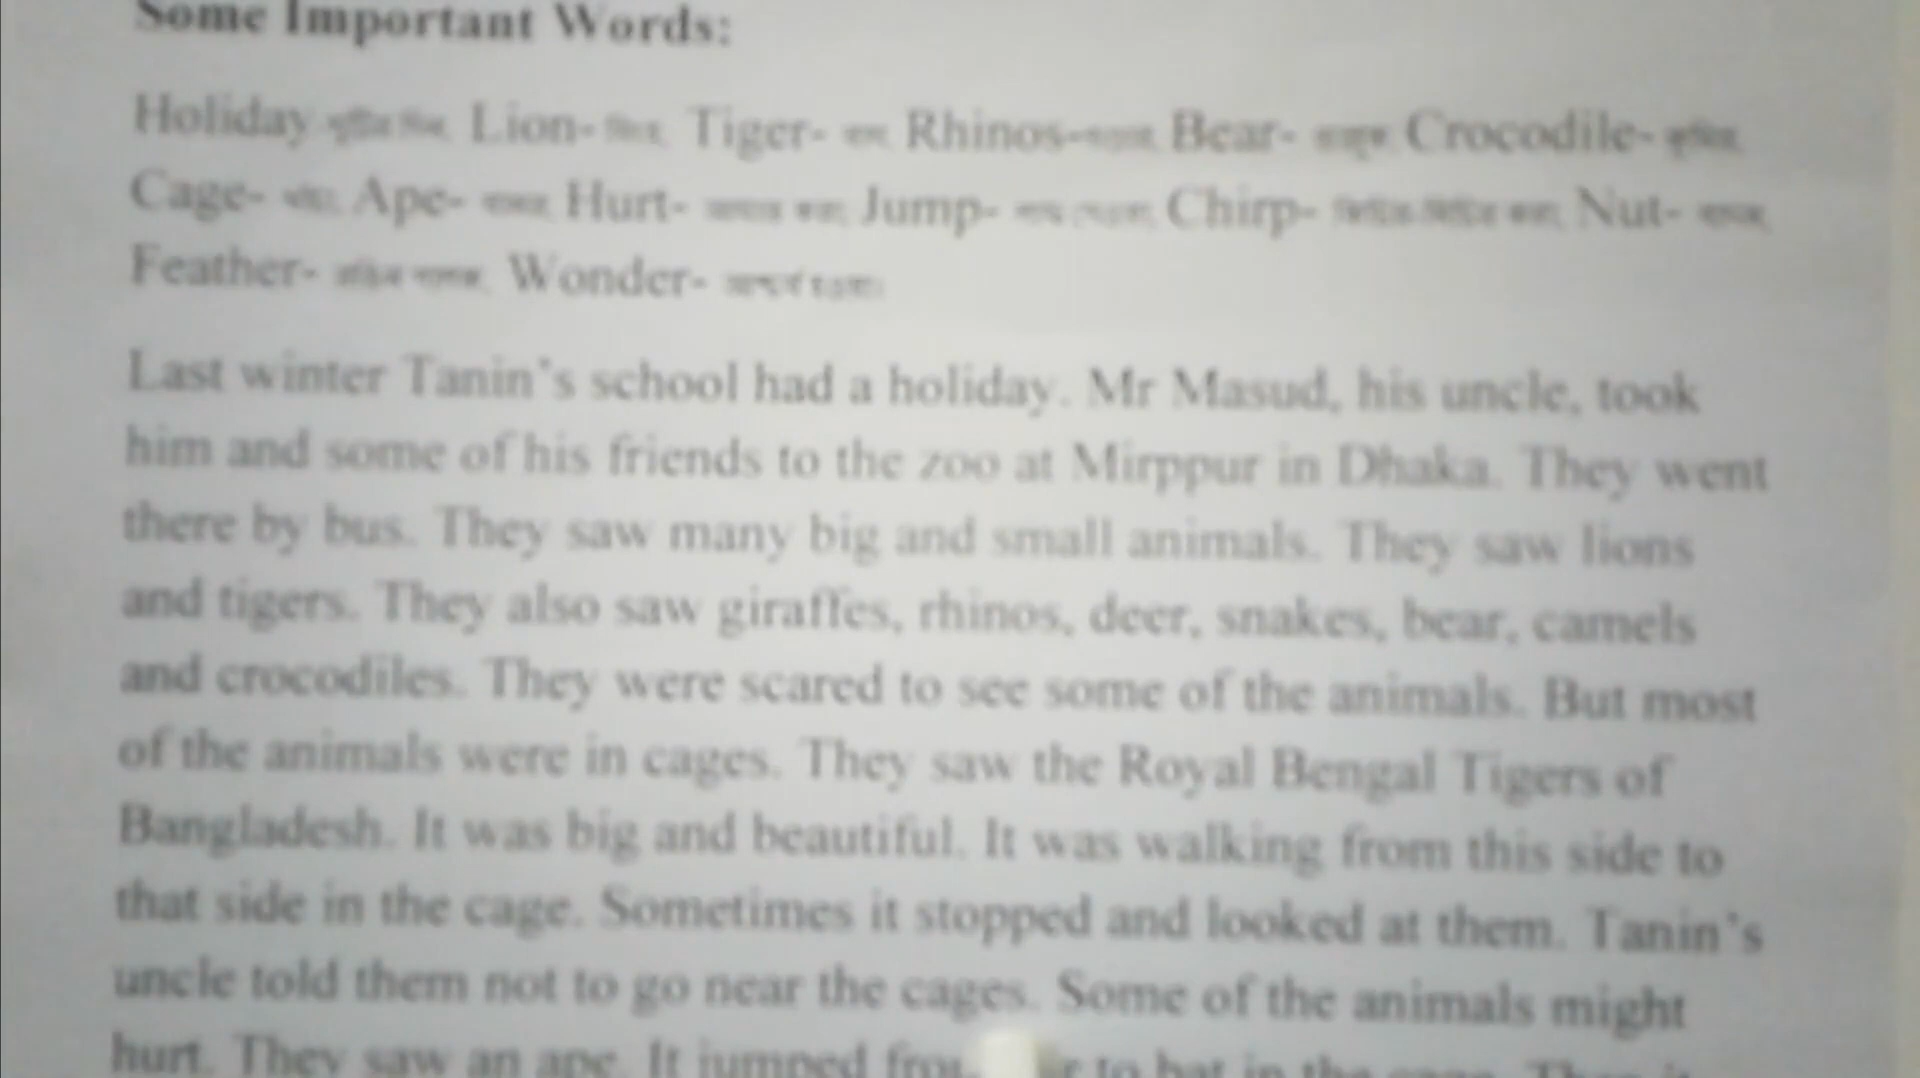 Some Important Words:
Holiday Lion- Tiger- Rhinos- Bear- Crocodile-
Cage- Ape- Hurt- Jump- Chirp- Nut-
Feather- Wonder-
Last winter Tanin's school had a holiday. Mr Masud, his uncle, took
him and some of his friends to the zoo at Mirppur in Dhaka. They went
there by bus. They saw many big and small animals. They saw lions
and tigers. They also saw giraffes, rhinos, deer, snakes, bear, camels
and crocodiles. They were scared to see some of the animals. But most
of the animals were in cages. They saw the Royal Bengal Tigers of
Bangladesh. It was big and beautiful. It was walking from this side to
that side in the cage. Sometimes it stopped and looked at them. Tanin's
uncle told them not to go near the cages. Some of the animals might
hurt. They saw an ape. It jumped to bar in the cage.